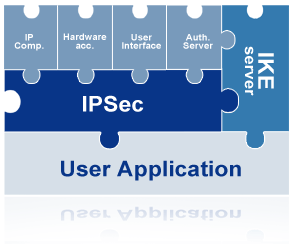 IP
Comp.
Hardware
acc.
User
Interface
Auth.
Server
IKE
server
IPSec
User Application